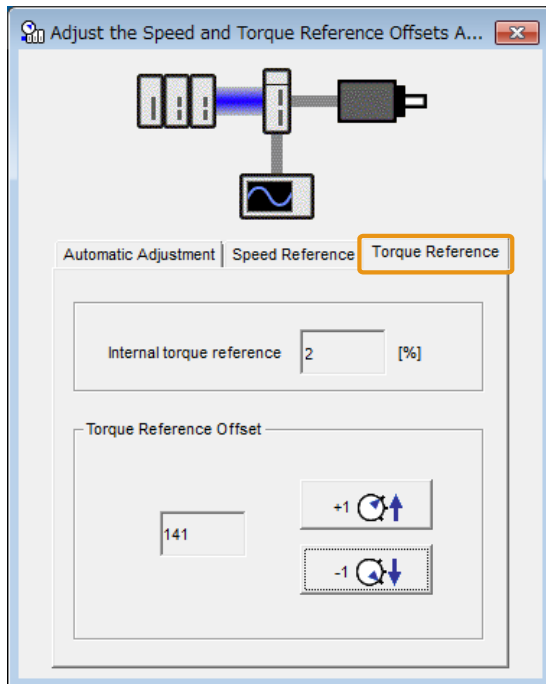 Adjust the Speed and Torque Reference Offsets A...
Automatic Adjustment
Speed Reference
Torque Reference
Internal torque reference
2
[%]
Torque Reference Offset
141
+1
-1